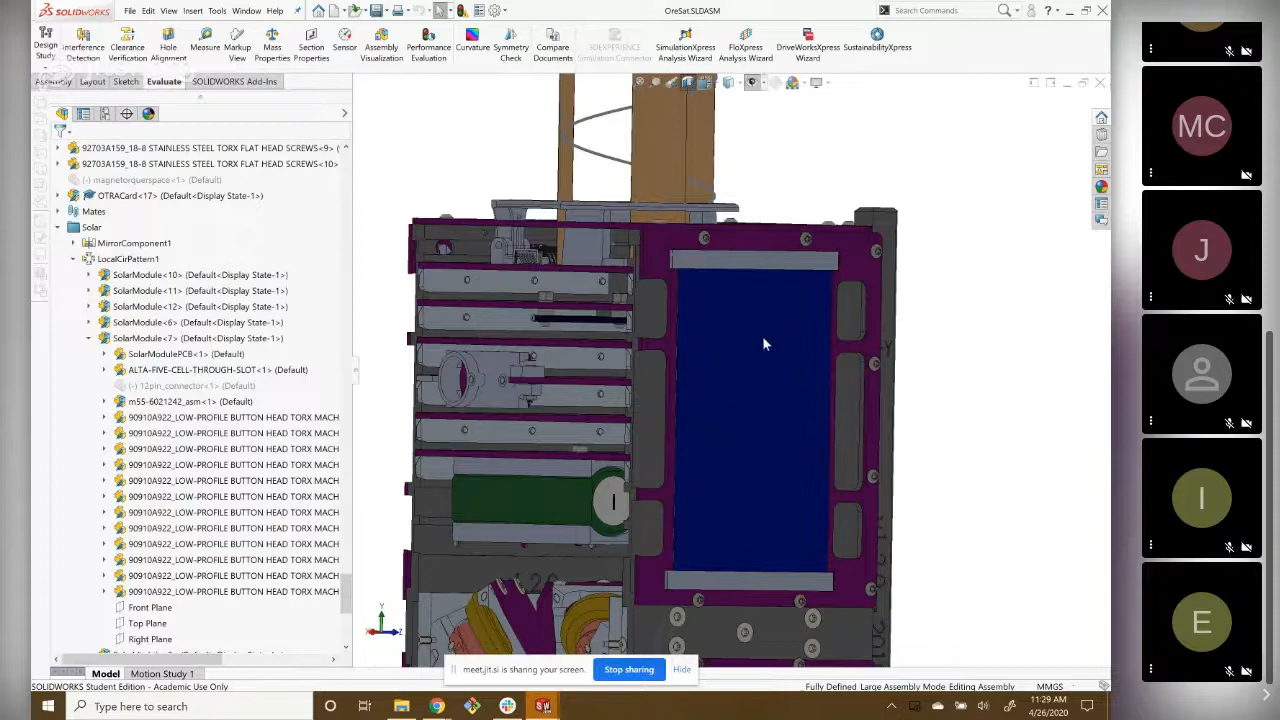 SOLIDWORKS
File Edit View Insert Tools Window Help
OreSat.SLDASM
Search Commands
Design Study
Interference Detection
Clearance Verification
Hole Alignment
Measure
Markup View
Mass Properties
Section Properties
Sensor
Assembly Visualization
Performance Evaluation
Curvature
Symmetry Check
Compare Documents
3DEXPERIENCE Simulation Connector
SimulationXpress Analysis Wizard
FloXpress Analysis Wizard
DriveWorksXpress Wizard
SustainabilityXpress
Assembly Layout Sketch Evaluate SOLIDWORKS Add-Ins
92703A159_18-8 STAINLESS STEEL TORX FLAT HEAD SCREWS<9> (
92703A159_18-8 STAINLESS STEEL TORX FLAT HEAD SCREWS<10>
(-) magnetorquerspace<1> (Default)
OTRACard<17> (Default<Display State-1>)
Mates
Solar
MirrorComponent1
LocalCirPattern1
SolarModule<10> (Default<Display State-1>)
SolarModule<11> (Default<Display State-1>)
SolarModule<12> (Default<Display State-1>)
SolarModule<6> (Default<Display State-1>)
SolarModule<7> (Default<Display State-1>)
SolarModulePCB<1> (Default)
ALTA-FIVE-CELL-THROUGH-SLOT<1> (Default)
(-) 12pin_connector<1> (Default)
m55-6021242_asm<1> (Default)
90910A922_LOW-PROFILE BUTTON HEAD TORX MACH
90910A922_LOW-PROFILE BUTTON HEAD TORX MACH
90910A922_LOW-PROFILE BUTTON HEAD TORX MACH
90910A922_LOW-PROFILE BUTTON HEAD TORX MACH
90910A922_LOW-PROFILE BUTTON HEAD TORX MACH
90910A922_LOW-PROFILE BUTTON HEAD TORX MACH
90910A922_LOW-PROFILE BUTTON HEAD TORX MACH
90910A922_LOW-PROFILE BUTTON HEAD TORX MACH
90910A922_LOW-PROFILE BUTTON HEAD TORX MACH
90910A922_LOW-PROFILE BUTTON HEAD TORX MACH
90910A922_LOW-PROFILE BUTTON HEAD TORX MACH
90910A922_LOW-PROFILE BUTTON HEAD TORX MACH
Front Plane
Top Plane
Right Plane
Y
X
Z
meet.jit.si is sharing your screen. Stop sharing Hide
Model Motion Study 1
SOLIDWORKS Student Edition - Academic Use Only
Fully Defined Large Assembly Mode Editing Assembly MMGS
Type here to search
11:29 AM
4/26/2020
MC
J
I
E